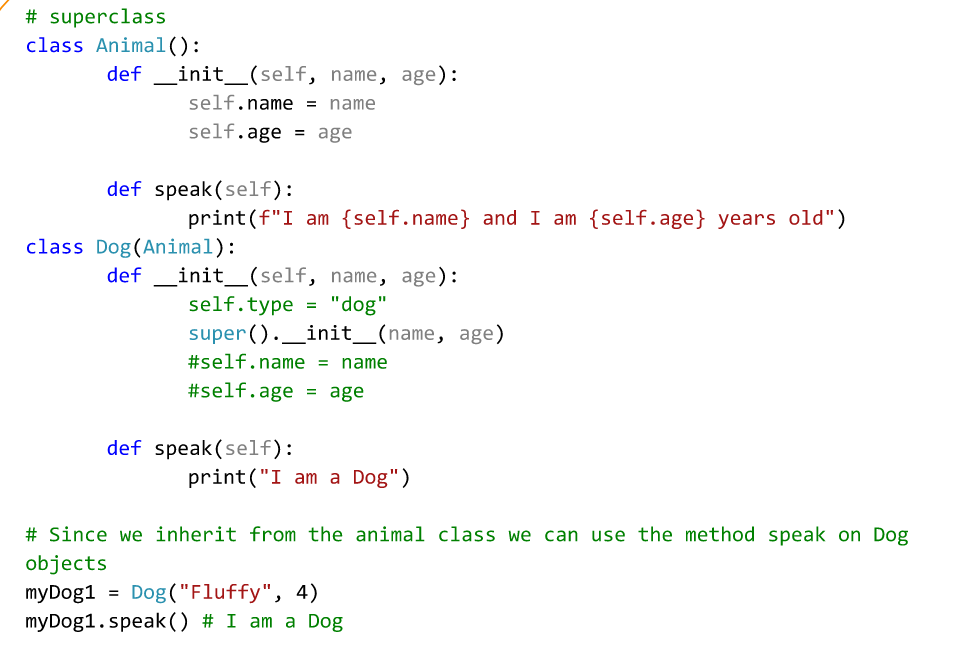 # superclass
class Animal():
def __init__(self, name, age):
self.name = name
self.age = age
def speak(self):
print(f"I am {self.name} and I am {self.age} years old")
class Dog(Animal):
def __init__(self, name, age):
self.type = "dog"
super().__init__(name, age)
#self.name = name
#self.age = age
def speak(self):
print("I am a Dog")
# Since we inherit from the animal class we can use the method speak on Dog
objects
myDog1 = Dog("Fluffy", 4)
myDog1.speak() # I am a Dog